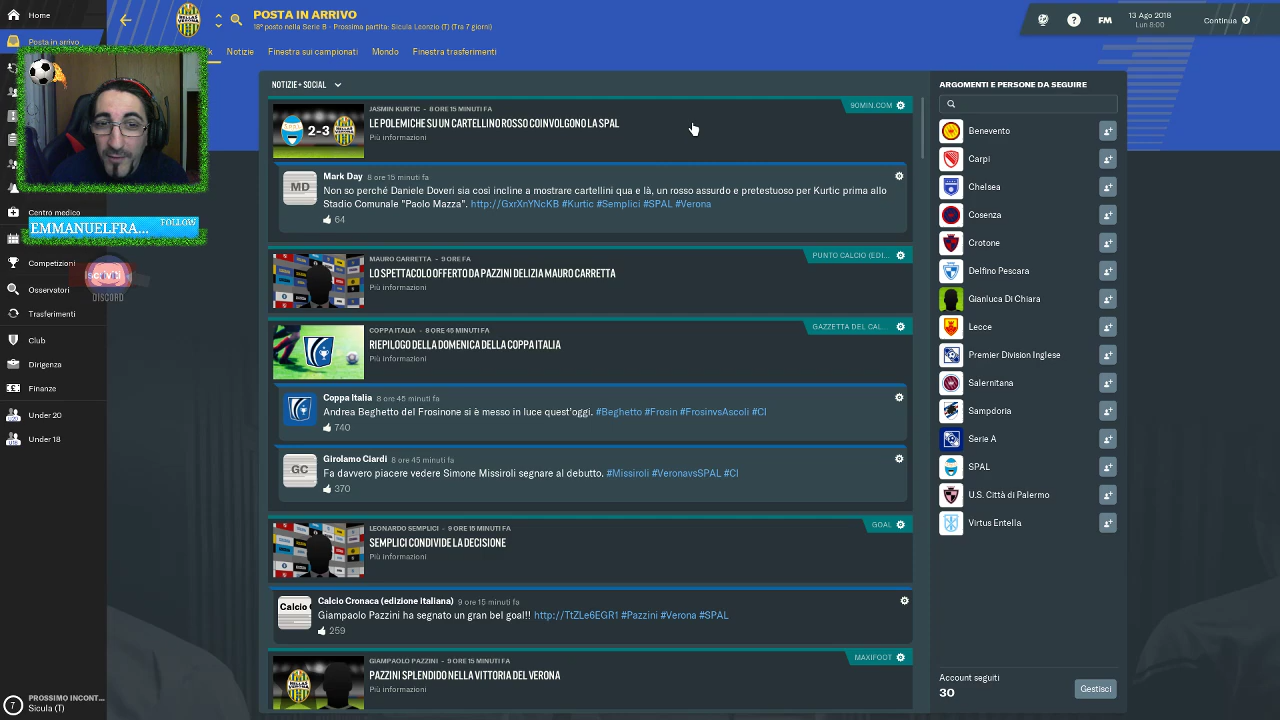 Home
POSTA IN ARRIVO
18° posto nella Serie B - Prossima partita: Sicula Leonzio (T) (Tra 7 giorni)
FM
13 Ago 2018
Lun 8:00
Continua
Posta in arrivo
Notizie
Finestra sui campionati
Mondo
Finestra trasferimenti
EMMANUELFRA...
FOLLOW
Iscriviti
DISCORD
Centro medico
Competizioni
Osservatori
Trasferimenti
Club
Dirigenza
Finanze
Under 20
Under 18
PROSSIMO INCONT...
Sicula (T)
NOTIZIE + SOCIAL
2-3
JASMIN KURTIC - 8 ORE 15 MINUTI FA
90MIN.COM
LE POLEMICHE SU UN CARTELLINO ROSSO COINVOLGONO LA SPAL
Più informazioni
MD
Mark Day 8 ore 15 minuti fa
Non so perché Daniele Doveri sia così incline a mostrare cartellini qua e là, un rosso assurdo e pretestuoso per Kurtic prima allo
Stadio Comunale "Paolo Mazza". http://GxrXnYNcKB #Kurtic #Semplici #SPAL #Verona
64
MAURO CARRETTA - 9 ORE FA
PUNTO CALCIO (EDI...
LO SPETTACOLO OFFERTO DA PAZZINI DELIZIA MAURO CARRETTA
Più informazioni
COPPA ITALIA - 8 ORE 45 MINUTI FA
GAZZETTA DEL CAL...
RIEPILOGO DELLA DOMENICA DELLA COPPA ITALIA
Più informazioni
Coppa Italia 8 ore 45 minuti fa
Andrea Beghetto del Frosinone si è messo in luce quest'oggi. #Beghetto #Frosin #FrosinvsAscoli #CI
740
GC
Girolamo Ciardi 8 ore 45 minuti fa
Fa davvero piacere vedere Simone Missiroli segnare al debutto. #Missiroli #VeronavsSPAL #CI
370
LEONARDO SEMPLICI - 9 ORE 15 MINUTI FA
GOAL
SEMPLICI CONDIVIDE LA DECISIONE
Più informazioni
Calcio
Calcio Cronaca (edizione italiana) 9 ore 15 minuti fa
Giampaolo Pazzini ha segnato un gran bel goal!! http://TtZLe6EGR1 #Pazzini #Verona #SPAL
259
GIAMPAOLO PAZZINI - 9 ORE 15 MINUTI FA
MAXIFOOT
PAZZINI SPLENDIDO NELLA VITTORIA DEL VERONA
Più informazioni
ARGOMENTI E PERSONE DA SEGUIRE
Benevento
Carpi
Chelsea
Cosenza
Crotone
Delfino Pescara
Gianluca Di Chiara
Lecce
Premier Division Inglese
Salernitana
Sampdoria
Serie A
SPAL
U.S. Città di Palermo
Virtus Entella
Account seguiti
30
Gestisci